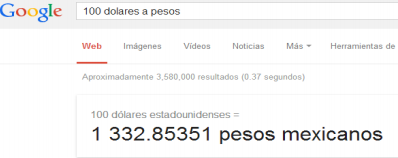 Google
100 dolares a pesos
Web Imágenes Vídeos Noticias Más Herramientas de
Aproximadamente 3,580,000 resultados (0.37 segundos)
100 dólares estadounidenses =
1 332.85351 pesos mexicanos